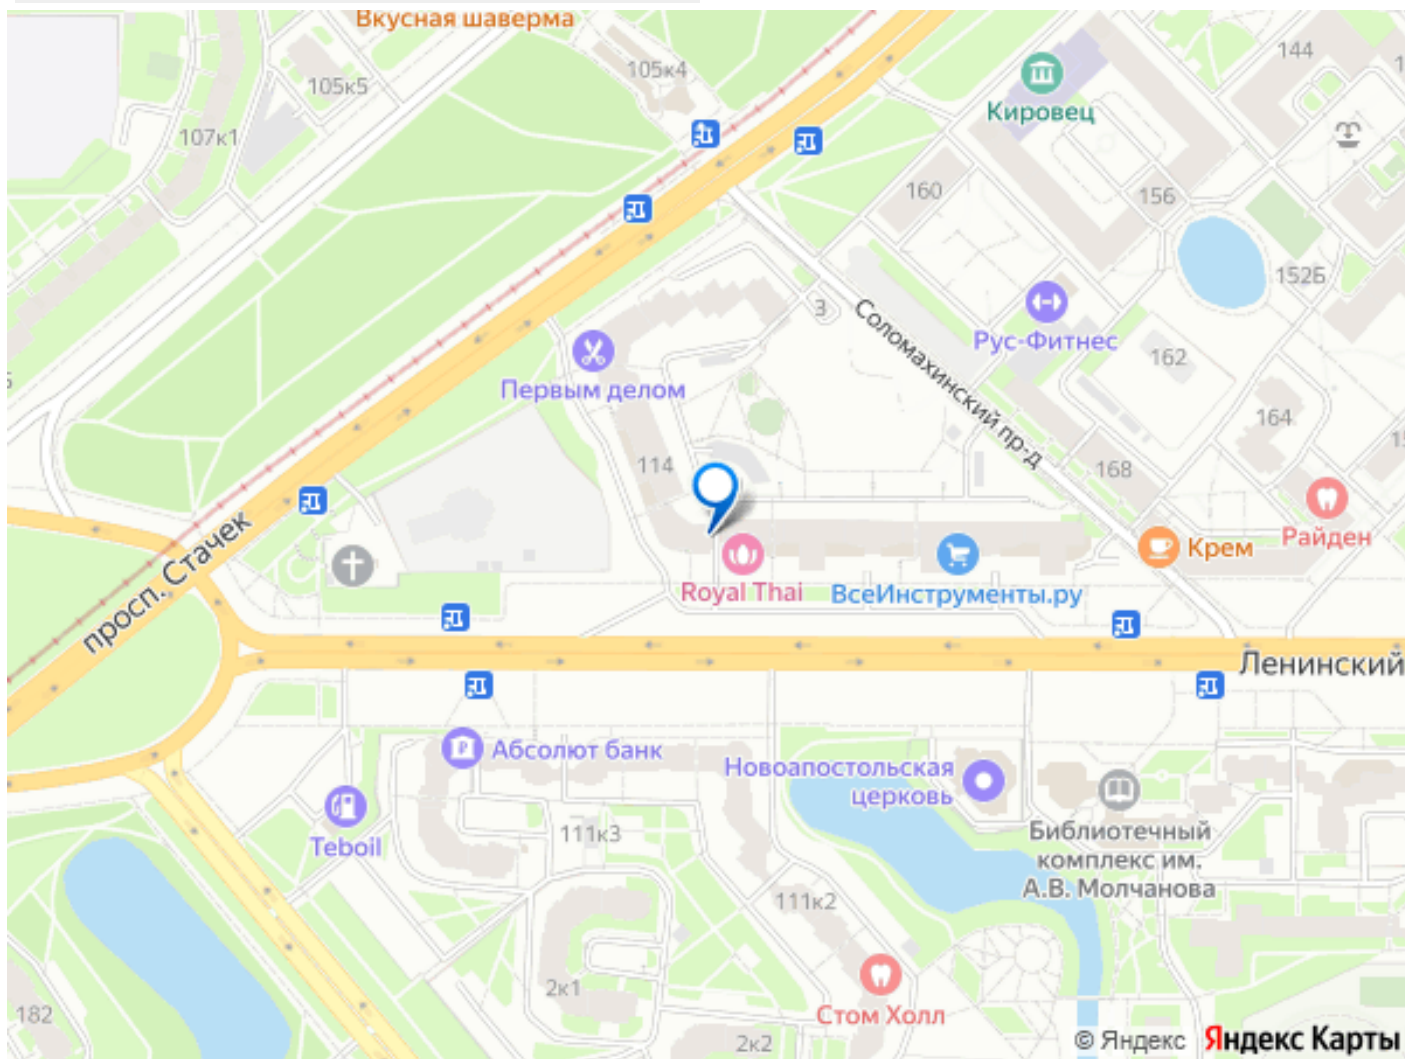 Вкусная шаверма
105к4
105к5
107к1
144
Кировец
160
156
152Б
3
Соломахинский пр-д
Рус-Фитнес
162
Первым делом
164
114
168
Райден
Крем
просп. Стачек
Royal Thai
ВсеИнструменты.ру
Ленинский
Абсолют банк
Новоапостольская
церковь
Teboil
111к3
Библиотечный
комплекс им.
А.В. Молчанова
111к2
2к1
Стом Холл
182
2к2
© Яндекс Яндекс Карты